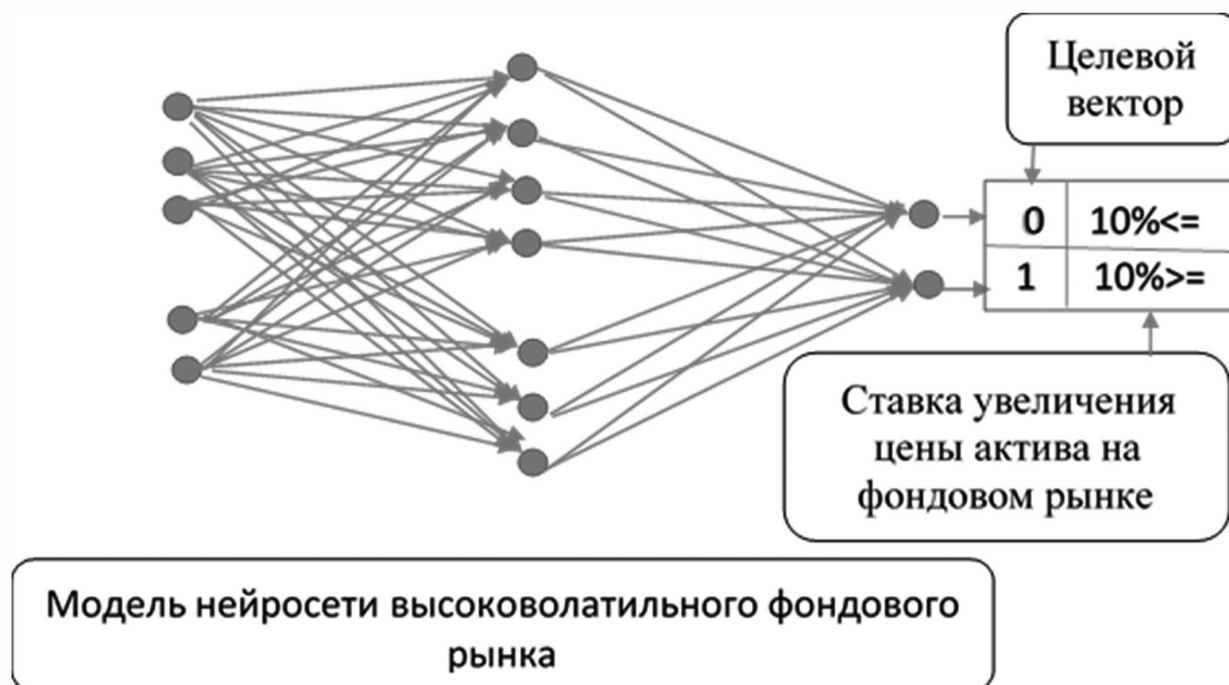 Целевой
вектор
0 10%<=
1 10%>=
Ставка увеличения
цены актива на
фондовом рынке
Модель нейросети высоковолатильного фондового
рынка